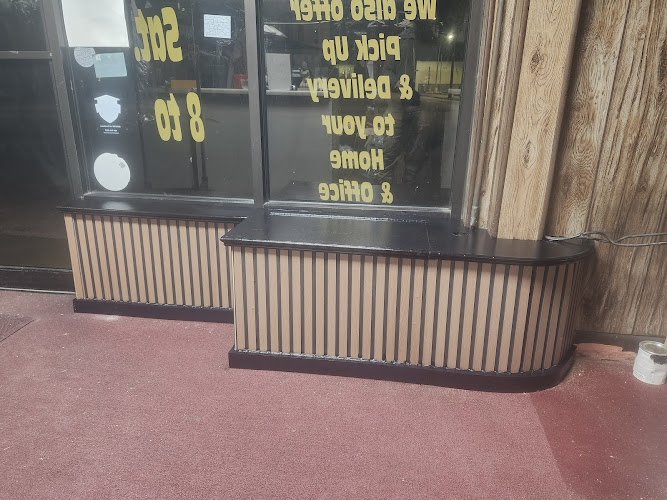 We also offer
Pick Up
& Delivery
to your
Home
& Office
Sat.
8 to